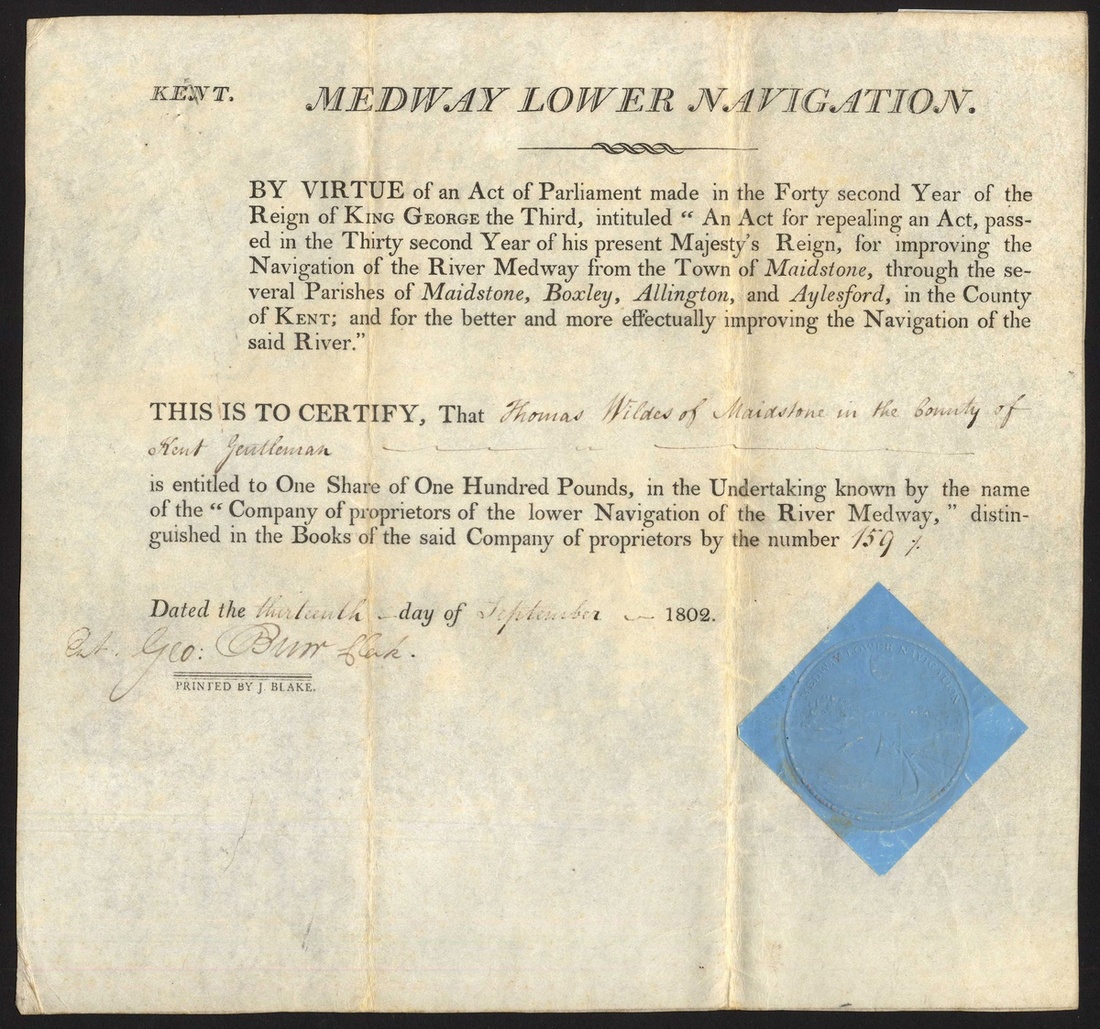 KENT.
MEDWAY LOWER NAVIGATION.
BY VIRTUE of an Act of Parliament made in the Forty second Year of the
Reign of KING GEORGE the Third, intituled “ An Act for repealing an Act, pass-
ed in the Thirty second Year of his present Majesty's Reign, for improving the
Navigation of the River Medway from the Town of Maidstone, through the se-
veral Parishes of Maidstone, Boxley, Allington, and Aylesford, in the County
of KENT; and for the better and more effectually improving the Navigation of the
said River.”
THIS IS TO CERTIFY, That Thomas Wildes of Maidstone in the County of
Kent Gentleman
is entitled to One Share of One Hundred Pounds, in the Undertaking known by the name
of the “ Company of proprietors of the lower Navigation of the River Medway, ” distin-
guished in the Books of the said Company of proprietors by the number 159
Dated the thirteenth day of September 1802.
Geo: Burr Clerk.
PRINTED BY J. BLAKE.
LOWER NAVIGATION